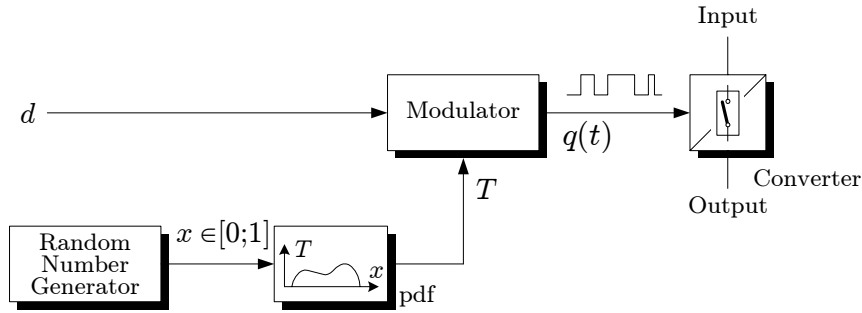 Input
d
Modulator
q(t)
Converter
Output
T
Random
Number
Generator
x ∈[0;1]
T
x
pdf